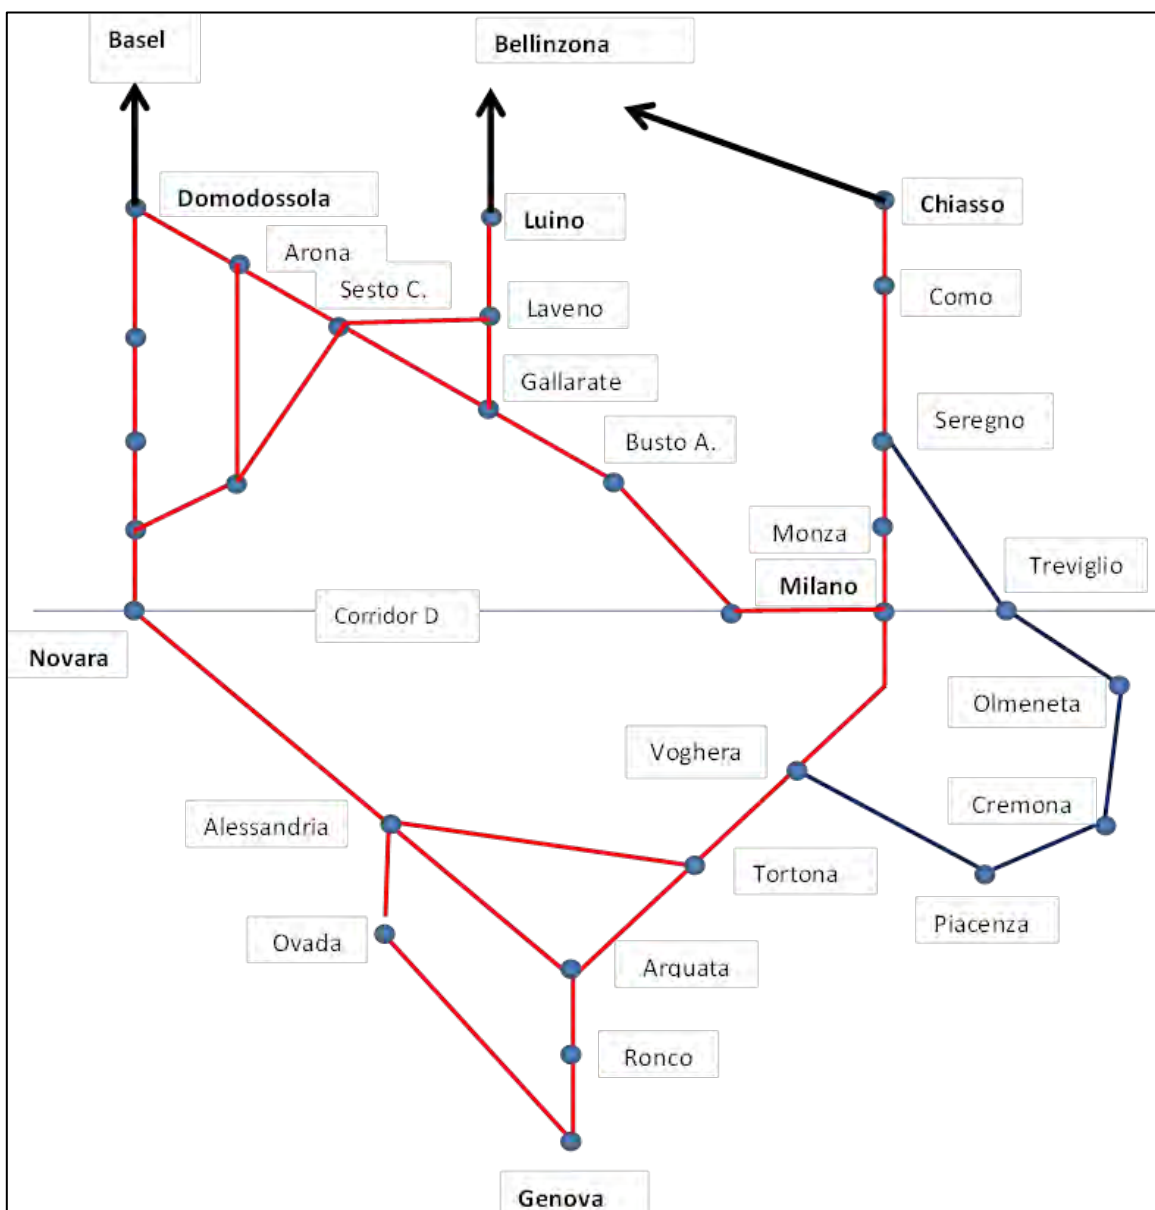 Basel
Bellinzona
Domodossola
Luino
Chiasso
Arona
Sesto C.
Laveno
Como
Gallarate
Busto A.
Seregno
Monza
Treviglio
Milano
Corridor D
Novara
Olmeneta
Voghera
Cremona
Alessandria
Tortona
Piacenza
Ovada
Arquata
Ronco
Genova